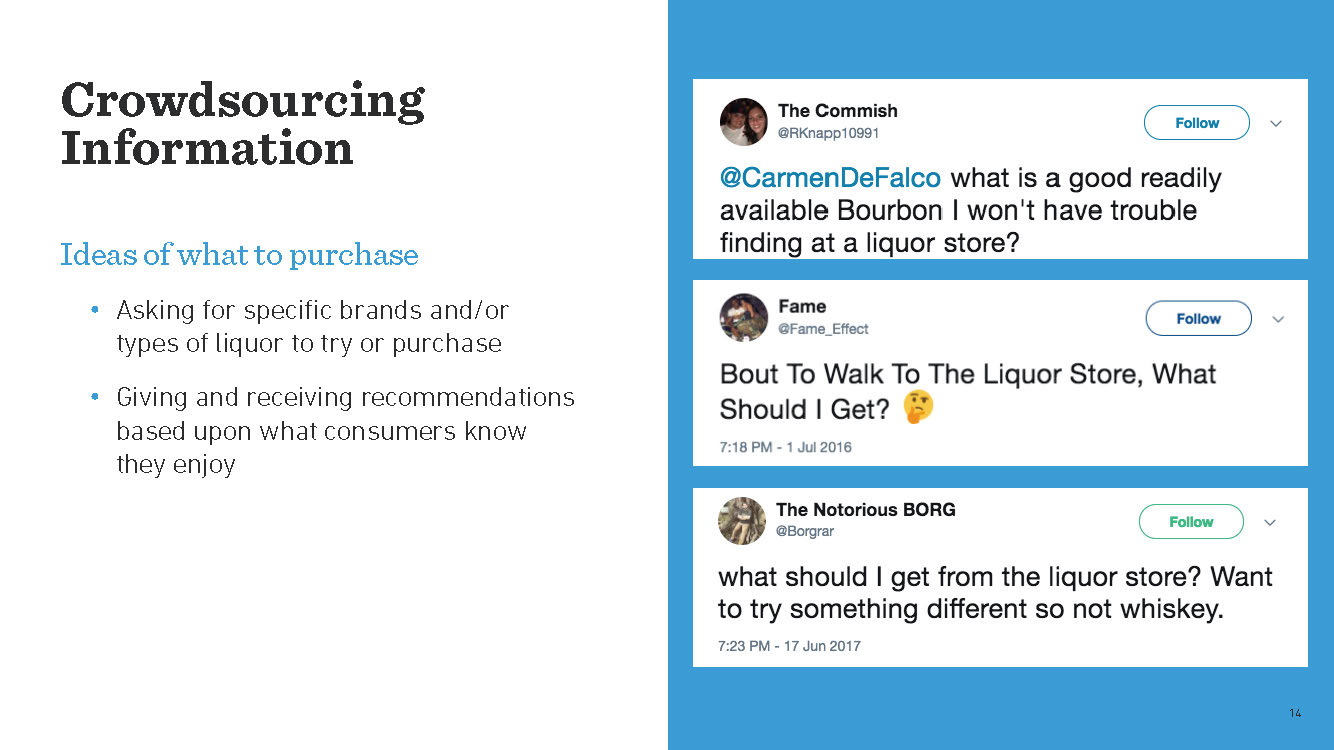 Crowdsourcing
Information
Ideas of what to purchase
• Asking for specific brands and/or
types of liquor to try or purchase
• Giving and receiving recommendations
based upon what consumers know
they enjoy
The Commish
@RKnapp10991
Follow
@CarmenDeFalco what is a good readily
available Bourbon I won't have trouble
finding at a liquor store?
Fame
@Fame_Effect
Follow
Bout To Walk To The Liquor Store, What
Should I Get? 🤔
7:18 PM - 1 Jul 2016
The Notorious BORG
@Borgrar
Follow
what should I get from the liquor store? Want
to try something different so not whiskey.
7:23 PM - 17 Jun 2017
14